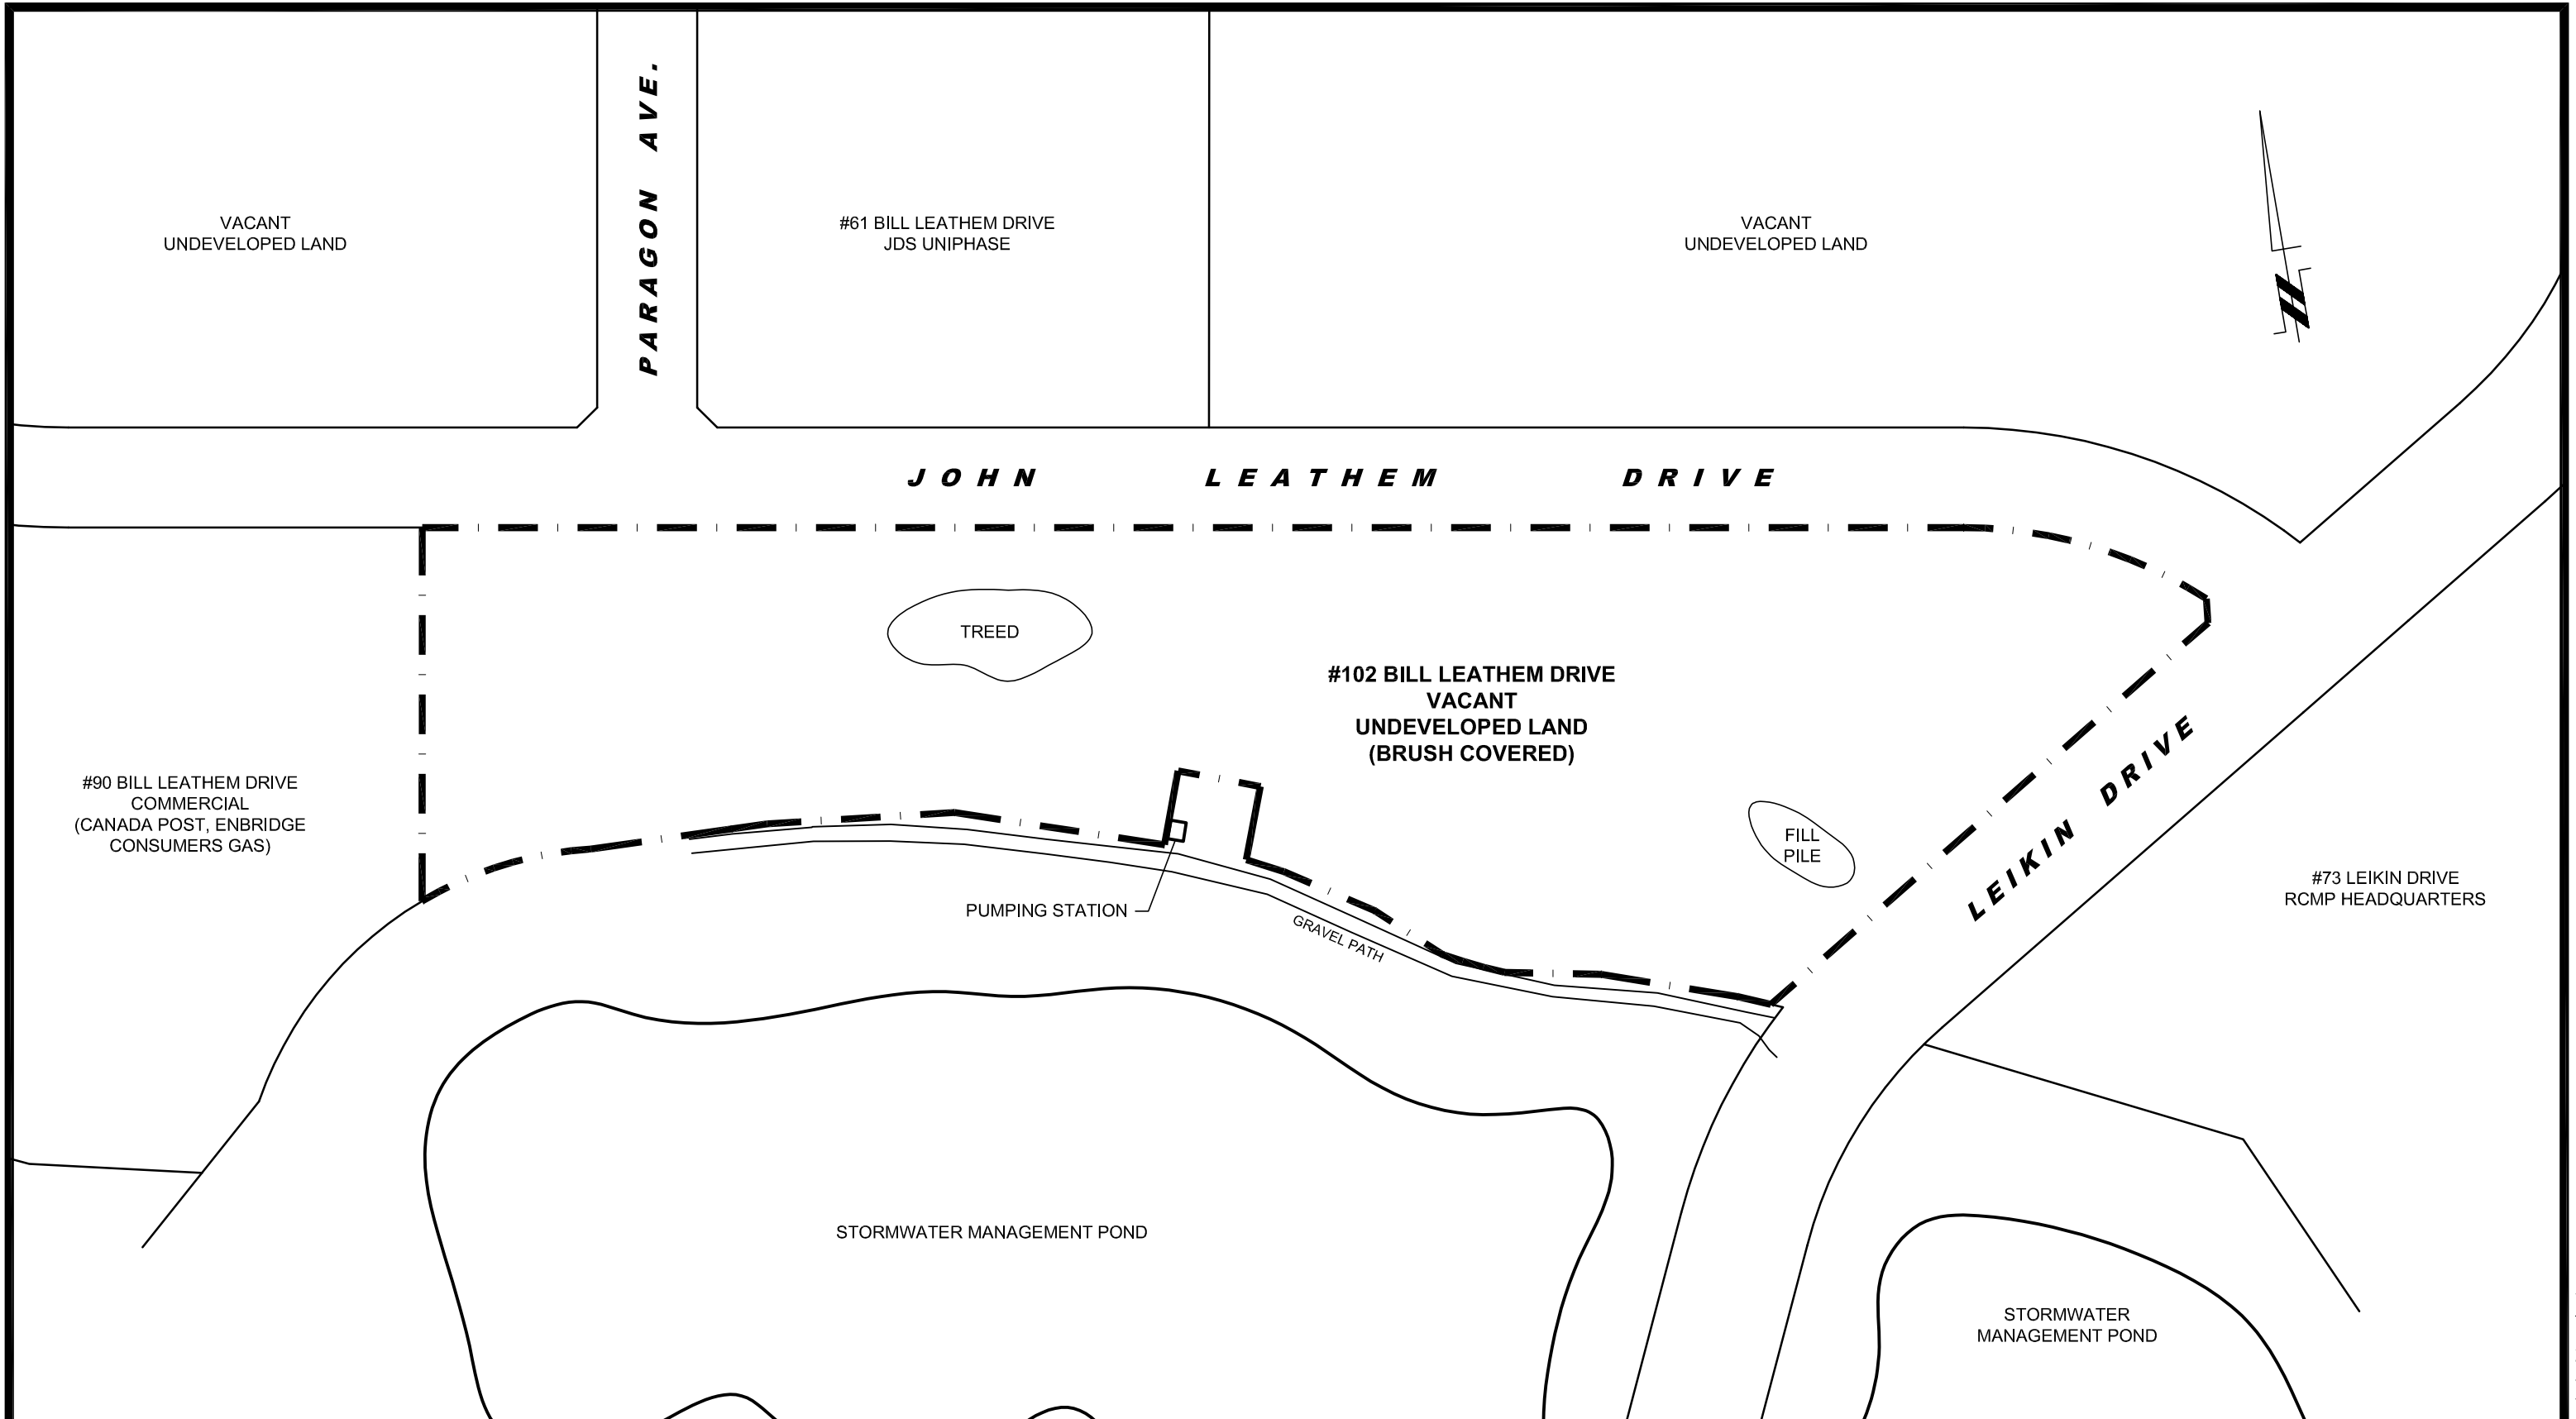 PARAGON AVE.
VACANT
UNDEVELOPED LAND
#61 BILL LEATHEM DRIVE
JDS UNIPHASE
VACANT
UNDEVELOPED LAND
JOHN LEATHEM DRIVE
TREED
#102 BILL LEATHEM DRIVE
VACANT
UNDEVELOPED LAND
(BRUSH COVERED)
#90 BILL LEATHEM DRIVE
COMMERCIAL
(CANADA POST, ENBRIDGE
CONSUMERS GAS)
FILL
PILE
LEIKIN DRIVE
#73 LEIKIN DRIVE
RCMP HEADQUARTERS
PUMPING STATION
GRAVEL PATH
STORMWATER MANAGEMENT POND
STORMWATER
MANAGEMENT POND